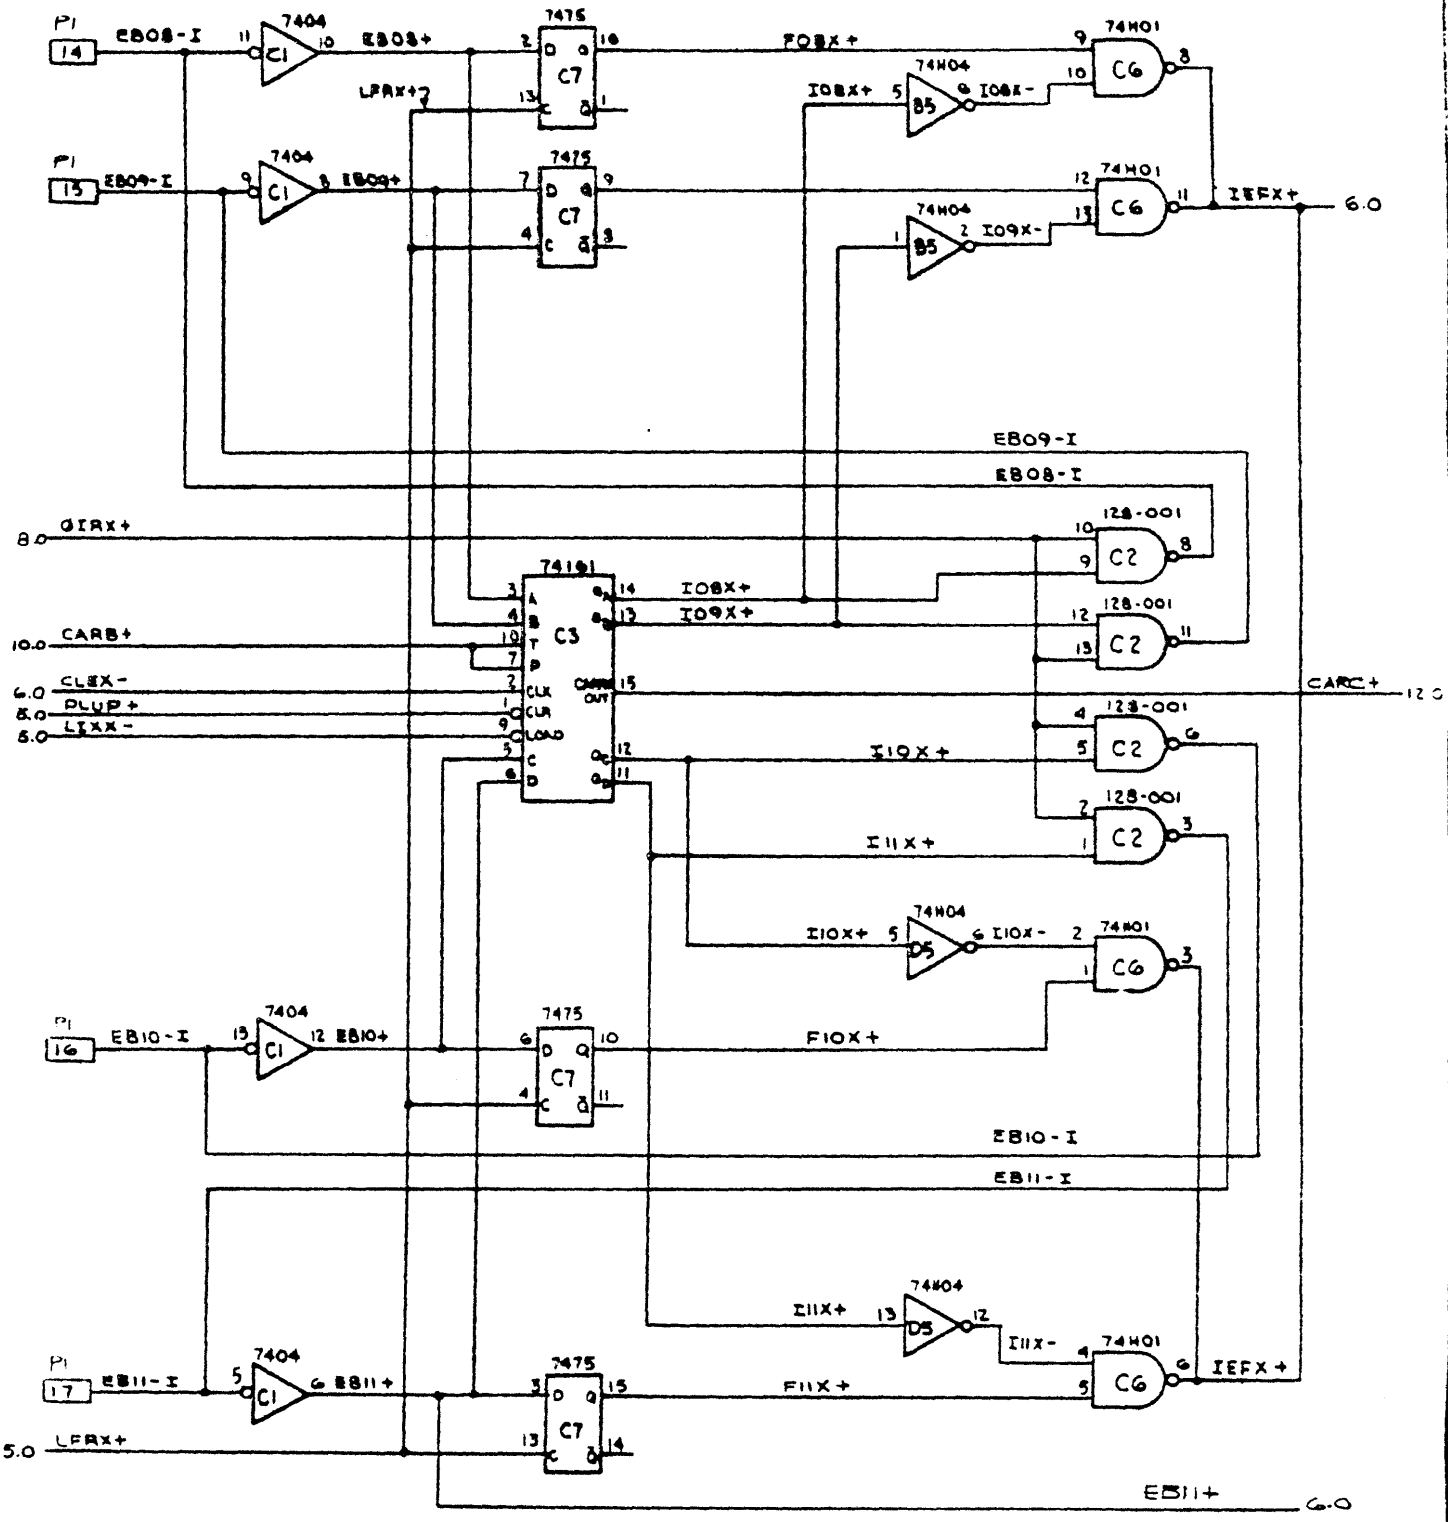 P1
14
EB08-I
11
7404
C1
10
EB08+
7475
2
D
Q
16
C7
LFRX+
13
C
Q̅
1
F08X+
74H01
9
10
C6
8
I08X+
5
74H04
B5
6
I08X-
P1
15
EB09-I
9
7404
C1
8
EB09+
7475
7
D
Q
9
C7
4
C
Q̅
8
74H01
12
13
C6
11
IEFX+
6.0
1
74H04
B5
2
I09X-
EB09-I
EB08-I
8.0
GIRX+
128-001
10
9
C2
8
74161
3
A
QA
14
I08X+
4
B
QB
13
I09X+
C3
128-001
12
13
C2
11
10.0
CARB+
10
T
7
P
6.0
CLEX-
2
CLK
CARRY
OUT
15
CARC+
PLUP+
1
CLR
LIXX-
9
LOAD
128-001
4
5
C2
6
5
C
QC
12
I10X+
6
D
QD
11
128-001
2
1
C2
3
I11X+
I10X+
5
74H04
D5
6
I10X-
74H01
2
1
C6
3
P1
16
EB10-I
13
7404
C1
12
EB10+
7475
6
D
Q
10
C7
4
C
Q̅
11
F10X+
EB10-I
EB11-I
I11X+
13
74H04
D5
12
I11X-
74H01
4
5
C6
6
IEFX+
P1
17
EB11-I
5
7404
C1
6
EB11+
7475
3
D
Q
15
C7
13
C
Q̅
14
F11X+
5.0
LFRX+
EB11+
6.0